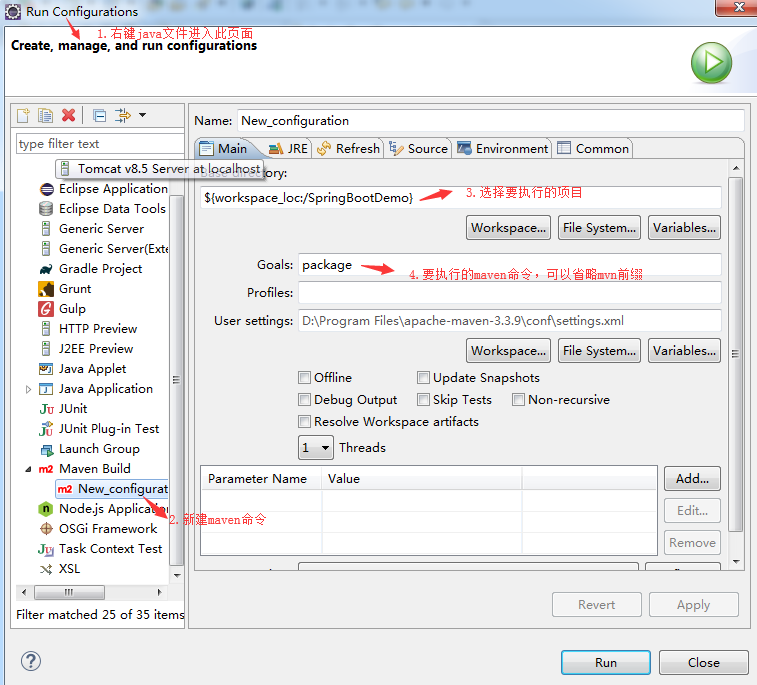 Run Configurations
1. 右键java文件进入此页面
Create, manage, and run configurations
Name: New_configuration
type filter text
Main JRE Refresh Source Environment Common
Tomcat v8.5 Server at localhost
directory:
Eclipse Application
${workspace_loc:/SpringBootDemo}
3. 选择要执行的项目
Eclipse Data Tools
Generic Server
Workspace... File System... Variables...
Generic Server(Exte
Gradle Project
Goals: package
4. 要执行的maven命令，可以省略mvn前缀
Grunt
Profiles:
Gulp
HTTP Preview
User settings: D:\Program Files\apache-maven-3.3.9\conf\settings.xml
J2EE Preview
Workspace... File System... Variables...
Java Applet
Offline Update Snapshots
Java Application
Debug Output Skip Tests Non-recursive
JUnit
Resolve Workspace artifacts
JUnit Plug-in Test
1 Threads
Launch Group
Maven Build
Parameter Name Value Add...
New_configurat
Node.js Application
2. 新建maven命令
Edit...
OSGi Framework
Task Context Test
Remove
XSL
Filter matched 25 of 35 items
Revert Apply
Run Close